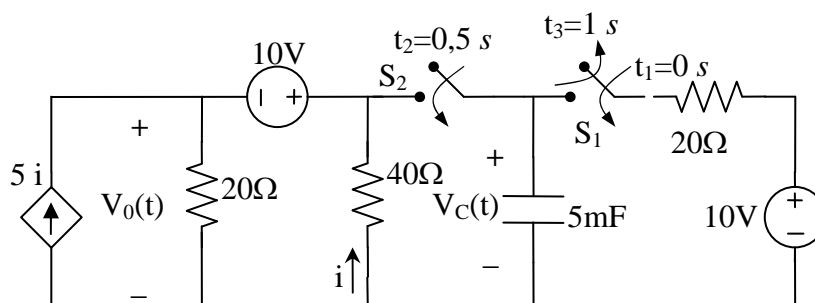 t₃=1 s
t₂=0,5 s
10V
t₁=0 s
S₂
S₁
+
20Ω
5 i
V₀(t)
20Ω
40Ω
+
V_C(t)
5mF
10V
i